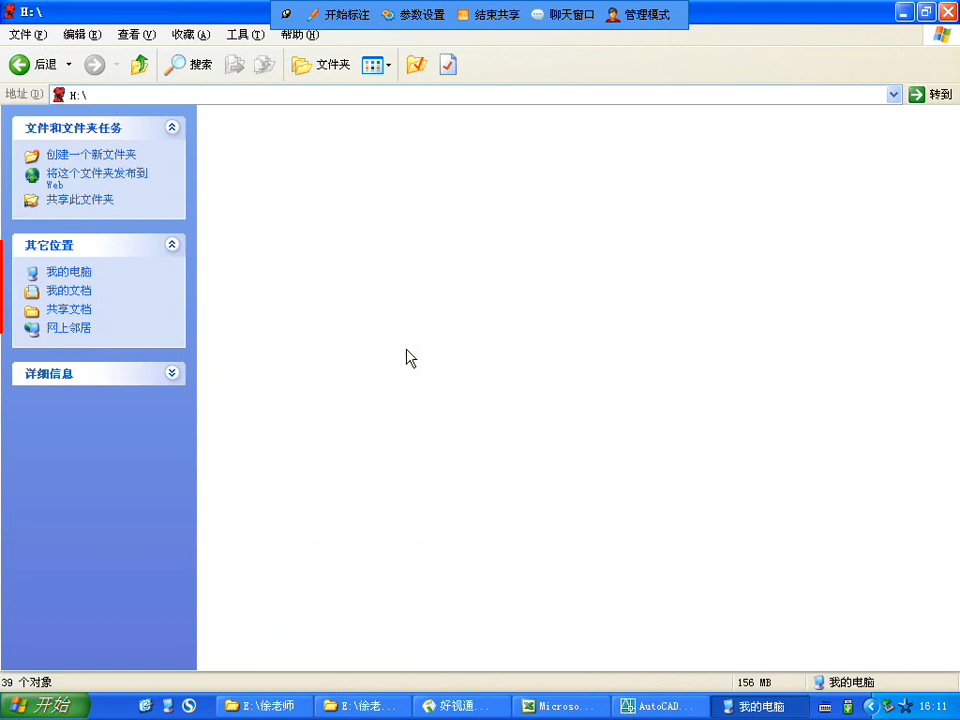 H:\
开始标注 参数设置 结束共享 聊天窗口 管理模式
文件(F) 编辑(E) 查看(V) 收藏(A) 工具(T) 帮助(H)
后退 搜索 文件夹
地址(D) H:\ 转到
文件和文件夹任务
创建一个新文件夹
将这个文件夹发布到
Web
共享此文件夹
其它位置
我的电脑
我的文档
共享文档
网上邻居
详细信息
39 个对象 156 MB 我的电脑
开始 E:\徐老师 E:\徐老... 好视通... Microso... AutoCAD... 我的电脑 16:11